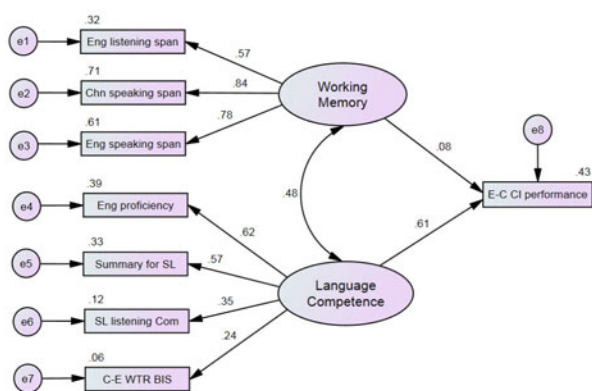 .32
e1
Eng listening span
.57
.71
e2
Chn speaking span
.84
Working
Memory
.61
.78
e3
Eng speaking span
e8
.08
.43
E-C CI performance
.39
e4
Eng proficiency
.48
.61
.62
.33
e5
Summary for SL
.57
Language
Competence
.12
.35
e6
SL listening Com
.24
.06
e7
C-E WTR BIS